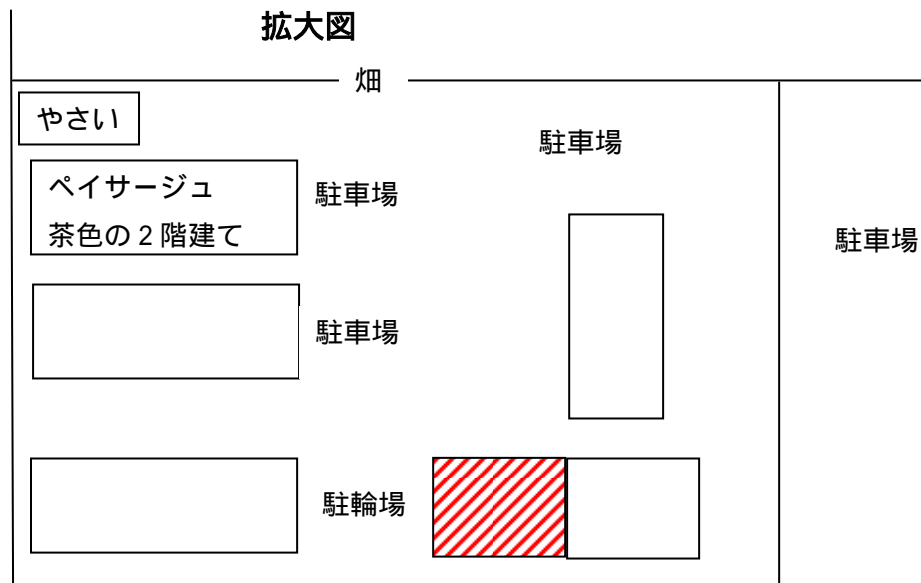 拡大図
畑
やさい
駐車場
ペイサージュ
茶色の２階建て
駐車場
駐車場
駐車場
駐輪場